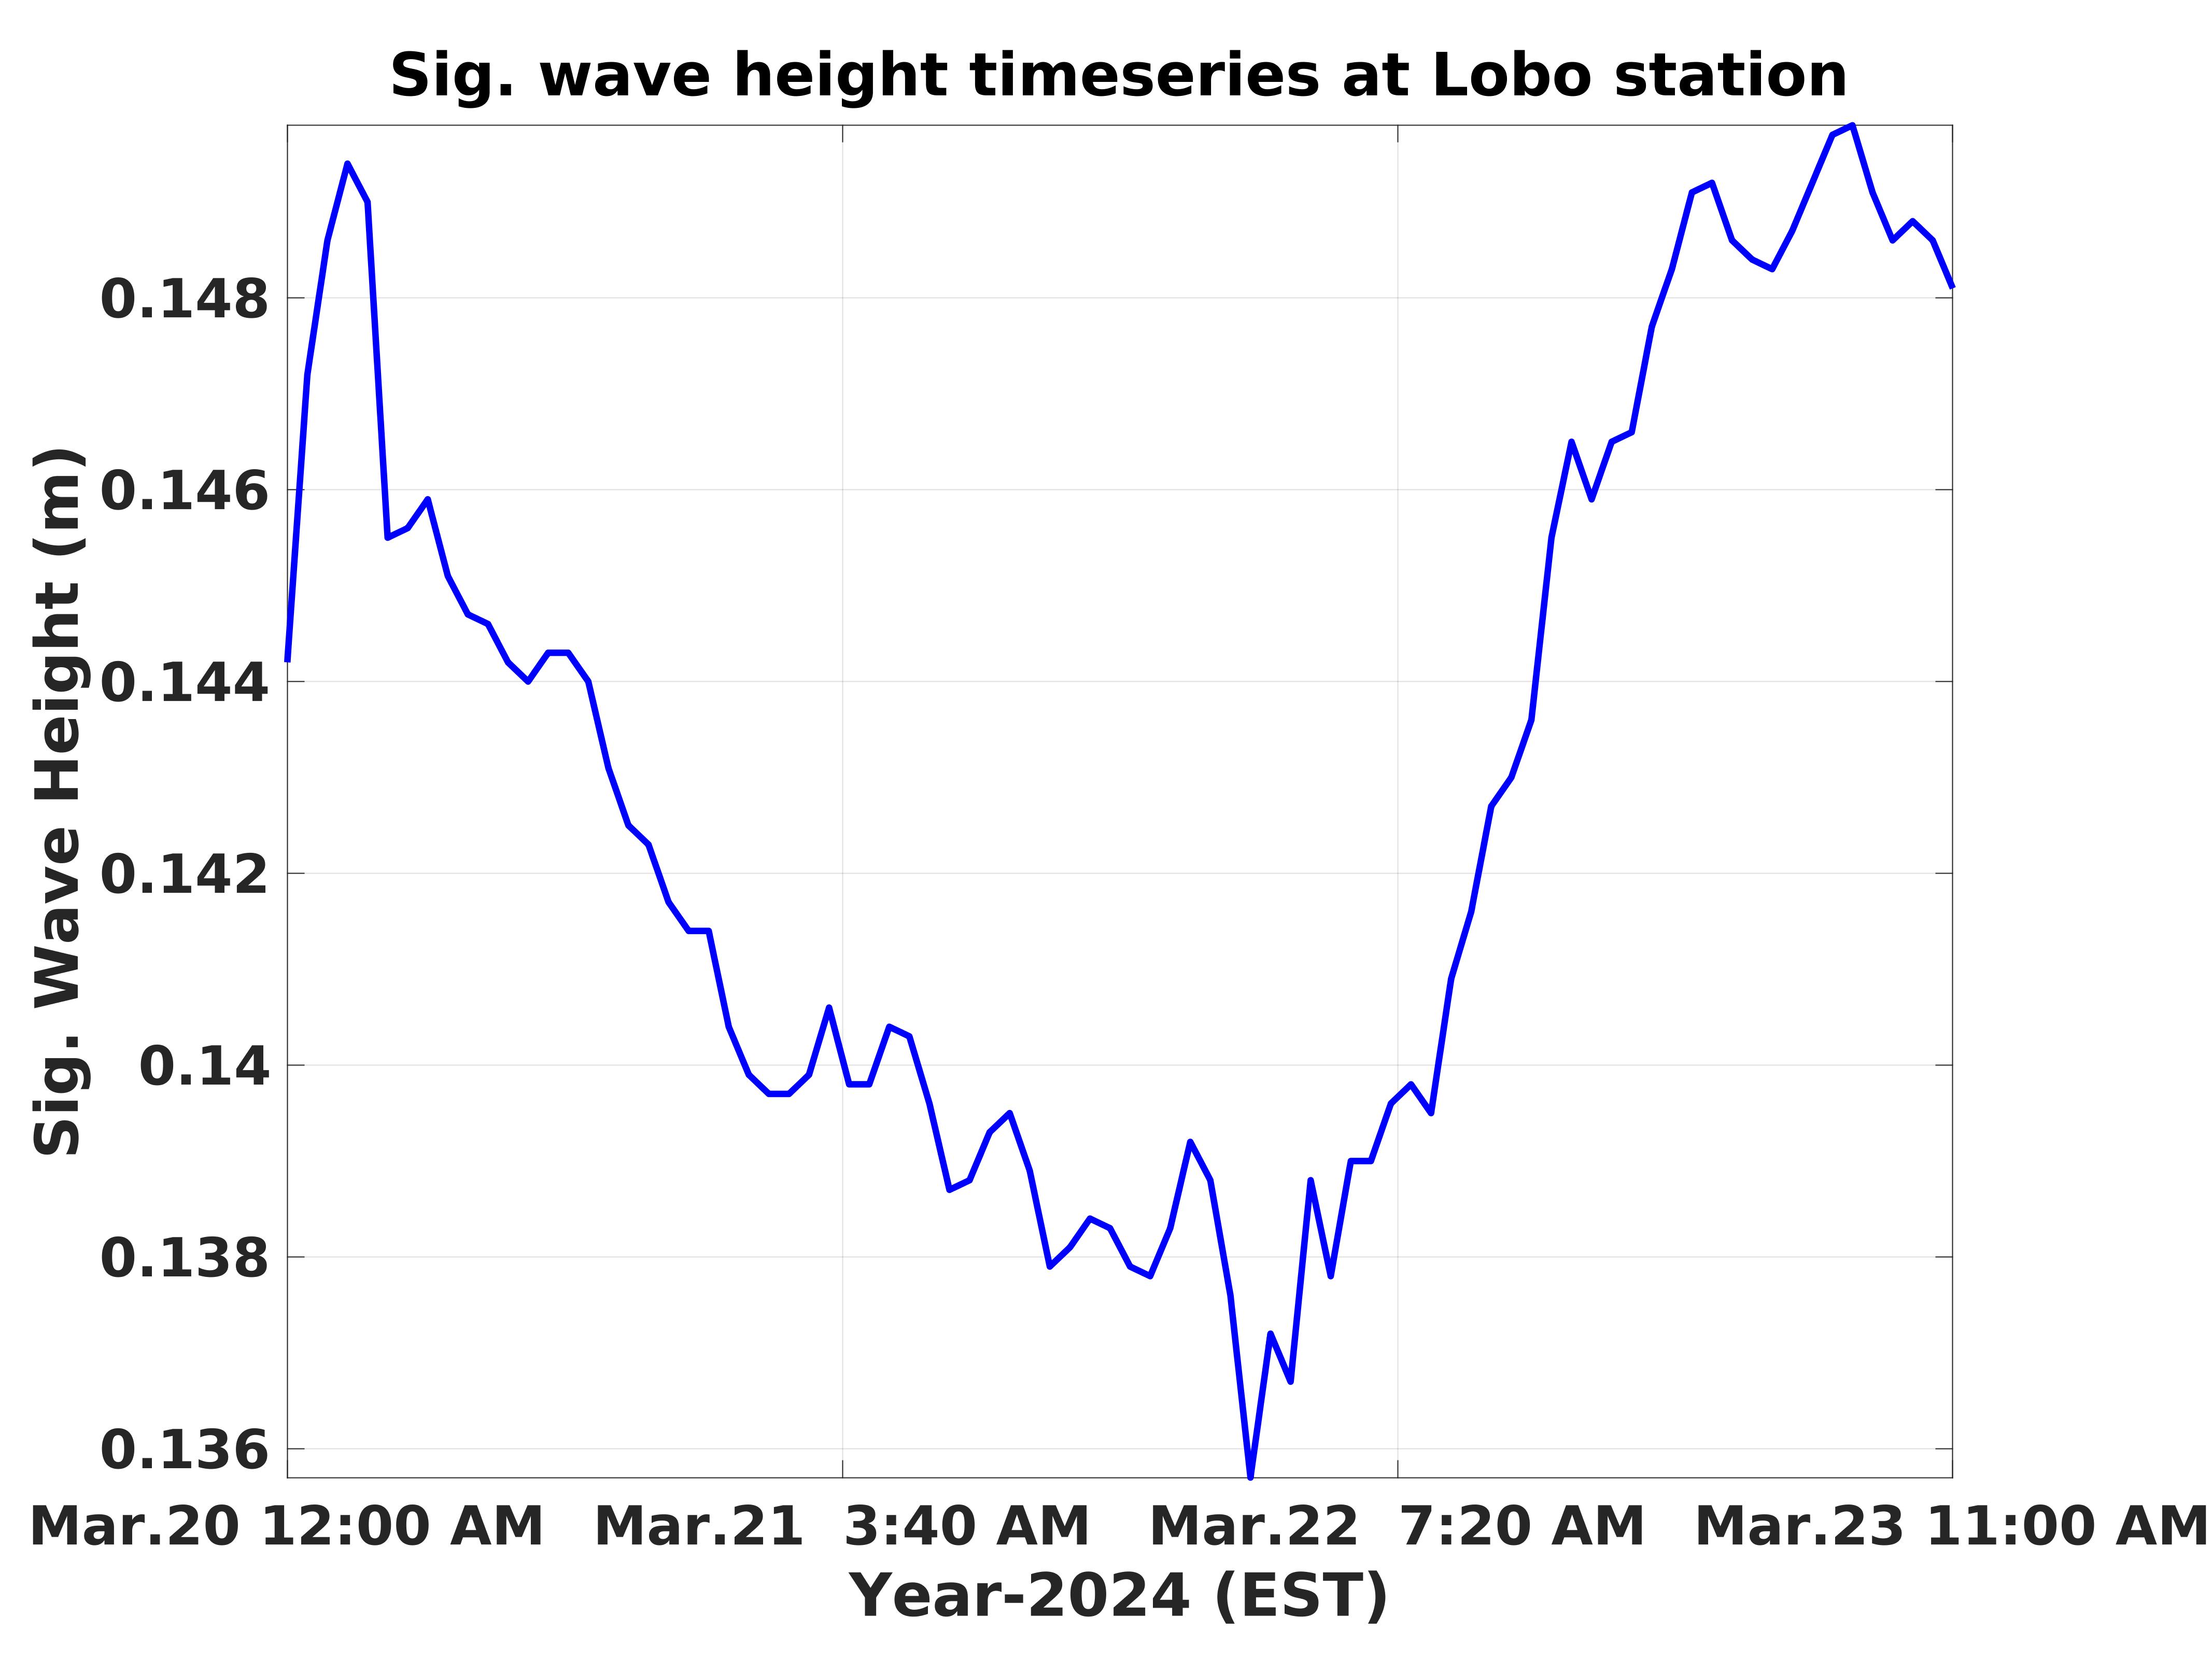 Sig. wave height timeseries at Lobo station
Sig. Wave Height (m)
0.148
0.146
0.144
0.142
0.14
0.138
0.136
Mar.20 12:00 AM Mar.21 3:40 AM Mar.22 7:20 AM Mar.23 11:00 AM
Year-2024 (EST)